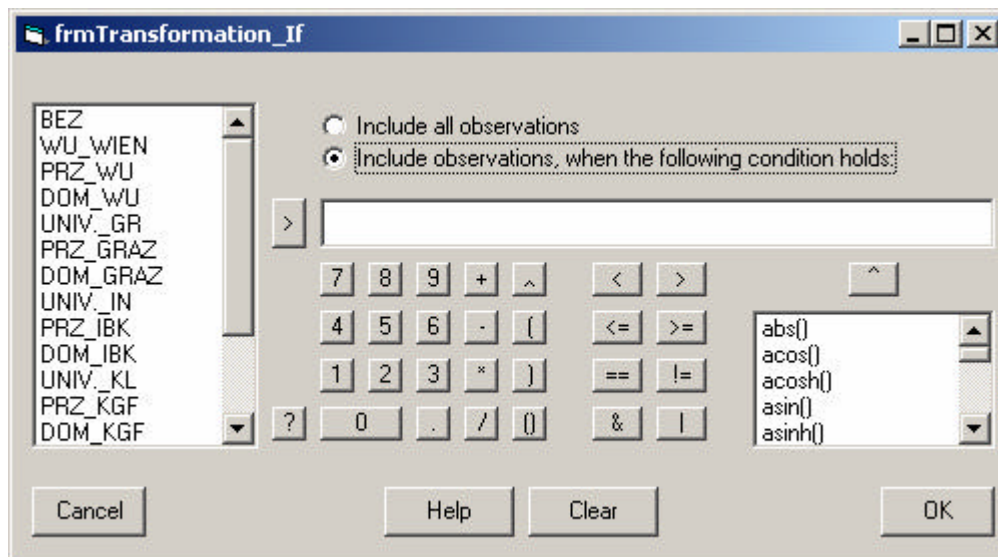 frmTransformation_If
BEZ
WU_WIEN
PRZ_WU
DOM_WU
UNIV._GR
PRZ_GRAZ
DOM_GRAZ
UNIV._IN
PRZ_IBK
DOM_IBK
UNIV._KL
PRZ_KGF
DOM_KGF
Include all observations
Include observations, when the following condition holds:
>
7 8 9 + ^ < > ^
4 5 6 - ( <= >=
1 2 3 * ) == !=
? 0 . / () & |
abs()
acos()
acosh()
asin()
asinh()
Cancel Help Clear OK